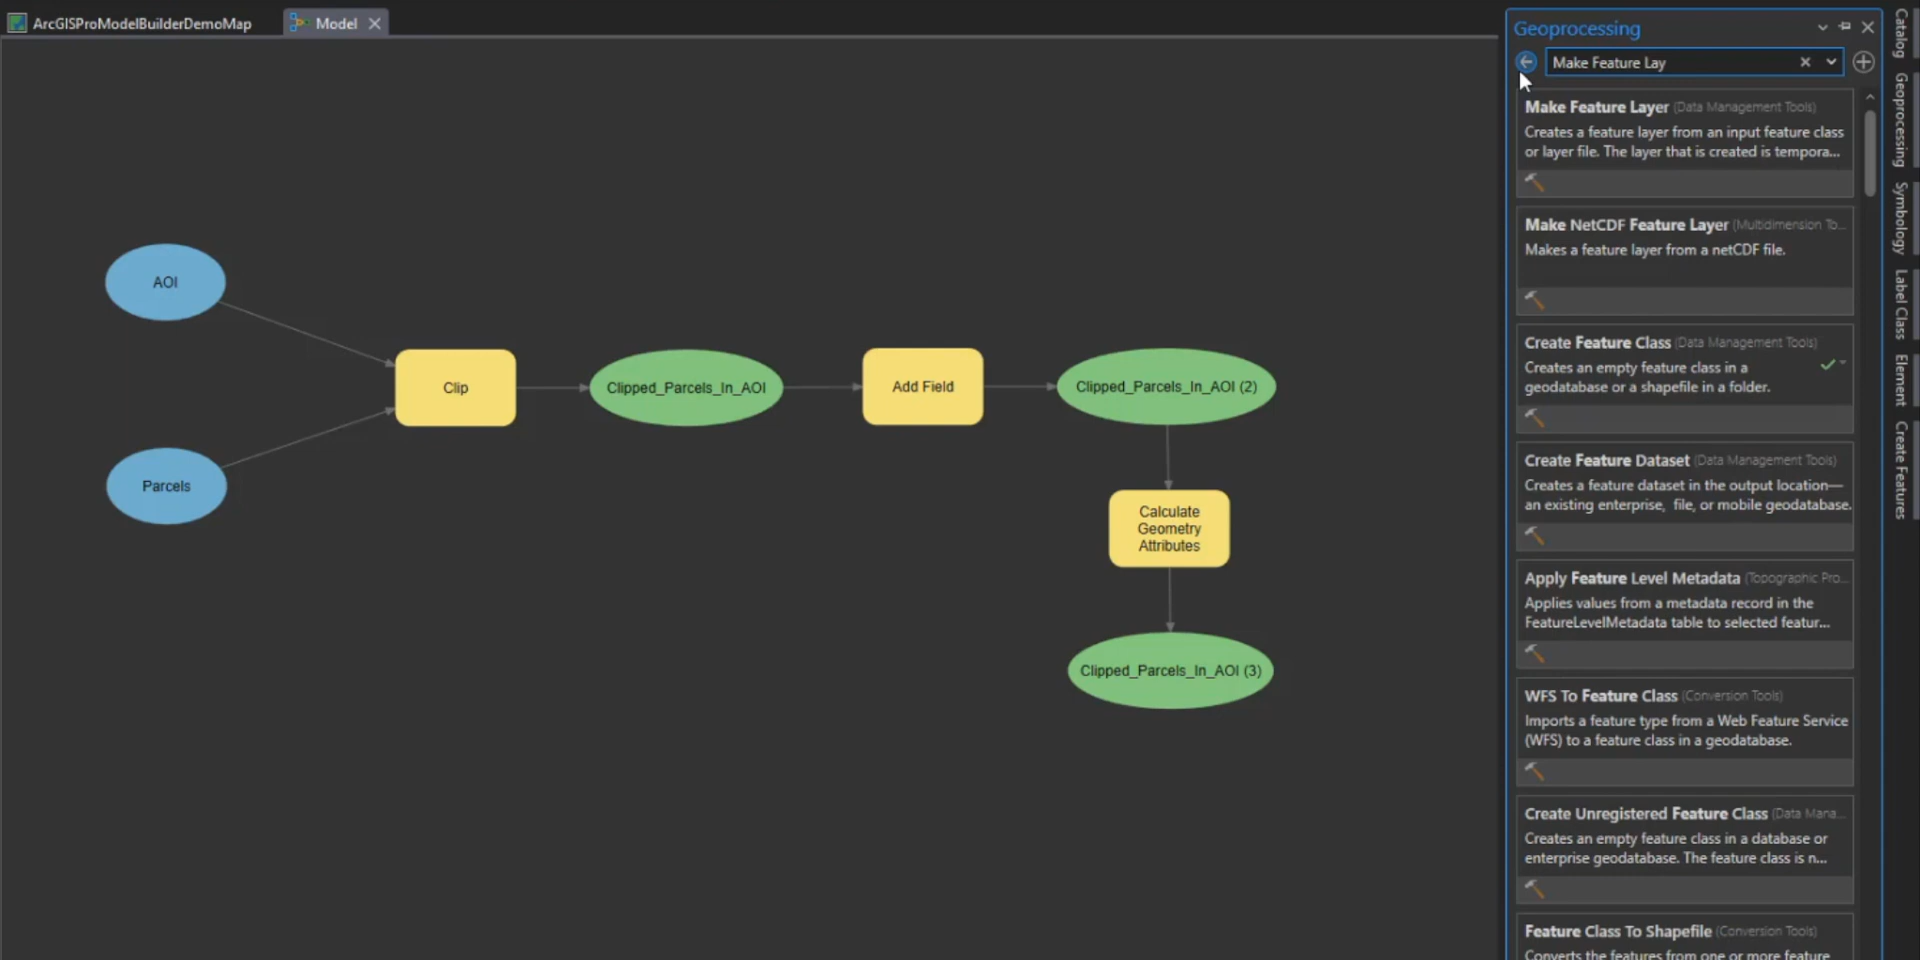 ArcGISProModelBuilderDemoMap
Model
AOI
Parcels
Clip
Clipped_Parcels_In_AOI
Add Field
Clipped_Parcels_In_AOI (2)
Calculate
Geometry
Attributes
Clipped_Parcels_In_AOI (3)
Geoprocessing
Make Feature Lay
Make Feature Layer (Data Management Tools)
Creates a feature layer from an input feature class
or layer file. The layer that is created is tempora...
Make NetCDF Feature Layer (Multidimension To...
Makes a feature layer from a netCDF file.
Create Feature Class (Data Management Tools)
Creates an empty feature class in a
geodatabase or a shapefile in a folder.
Create Feature Dataset (Data Management Tools)
Creates a feature dataset in the output location—
an existing enterprise, file, or mobile geodatabase.
Apply Feature Level Metadata (Topographic Pro...
Applies values from a metadata record in the
FeatureLevelMetadata table to selected featur...
WFS To Feature Class (Conversion Tools)
Imports a feature type from a Web Feature Service
(WFS) to a feature class in a geodatabase.
Create Unregistered Feature Class (Data Mana...
Creates an empty feature class in a database or
enterprise geodatabase. The feature class is n...
Feature Class To Shapefile (Conversion Tools)
Converts the features from one or more feature
Catalog
Geoprocessing
Symbology
Label Class
Element
Create Features